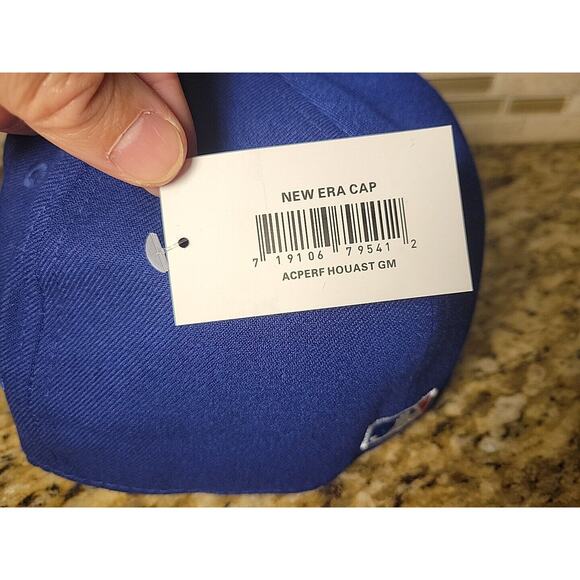 NEW ERA CAP
7 19106 79541 2
ACPERF HOUAST GM